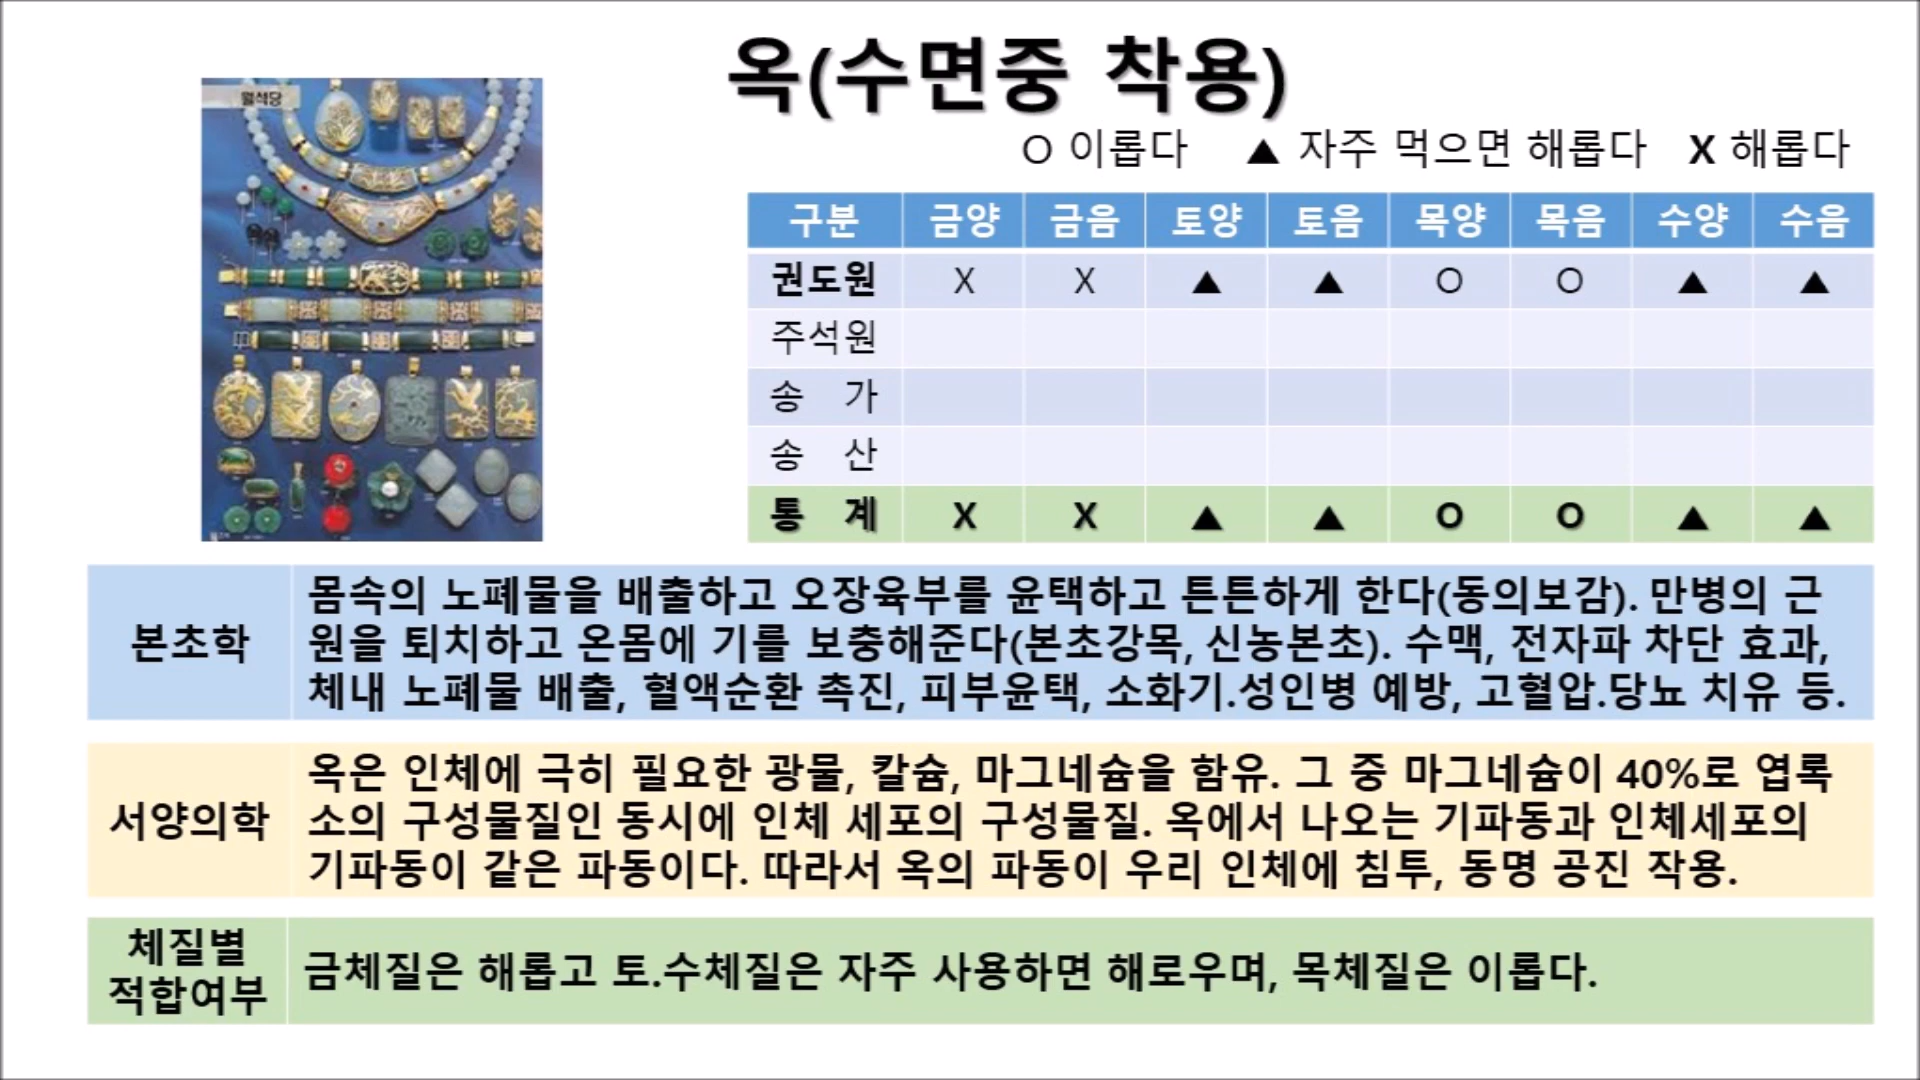 옥(수면중 착용)
월석당
O 이롭다 ▲ 자주 먹으면 해롭다 X 해롭다
구분 금양 금음 토양 토음 목양 목음 수양 수음
권도원 X X ▲ ▲ O O ▲ ▲
주석원
송 가
송 산
통 계 X X ▲ ▲ O O ▲ ▲
본초학
몸속의 노폐물을 배출하고 오장육부를 윤택하고 튼튼하게 한다(동의보감). 만병의 근
원을 퇴치하고 온몸에 기를 보충해준다(본초강목, 신농본초). 수맥, 전자파 차단 효과,
체내 노폐물 배출, 혈액순환 촉진, 피부윤택, 소화기.성인병 예방, 고혈압.당뇨 치유 등.
서양의학
옥은 인체에 극히 필요한 광물, 칼슘, 마그네슘을 함유. 그 중 마그네슘이 40%로 엽록
소의 구성물질인 동시에 인체 세포의 구성물질. 옥에서 나오는 기파동과 인체세포의
기파동이 같은 파동이다. 따라서 옥의 파동이 우리 인체에 침투, 동명 공진 작용.
체질별
적합여부
금체질은 해롭고 토.수체질은 자주 사용하면 해로우며, 목체질은 이롭다.